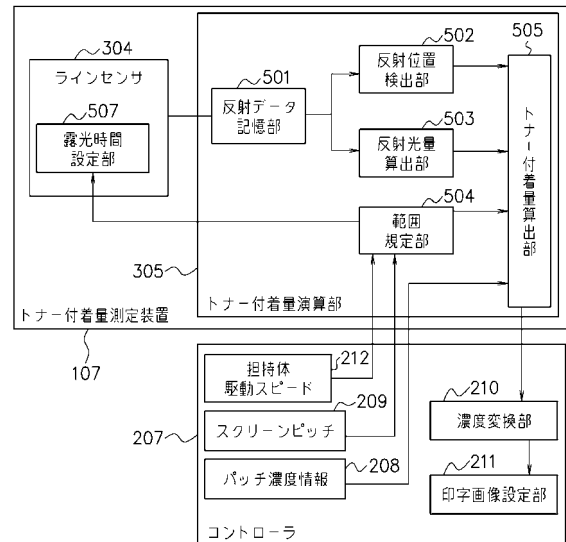 304
ラインセンサ
507
露光時間
設定部
501
反射データ
記憶部
502
反射位置
検出部
503
反射光量
算出部
504
範囲
規定部
505
トナー付着量算出部
305
トナー付着量演算部
トナー付着量測定装置
107
212
担持体
駆動スピード
209
スクリーンピッチ
208
パッチ濃度情報
207
210
濃度変換部
211
印字画像設定部
コントローラ